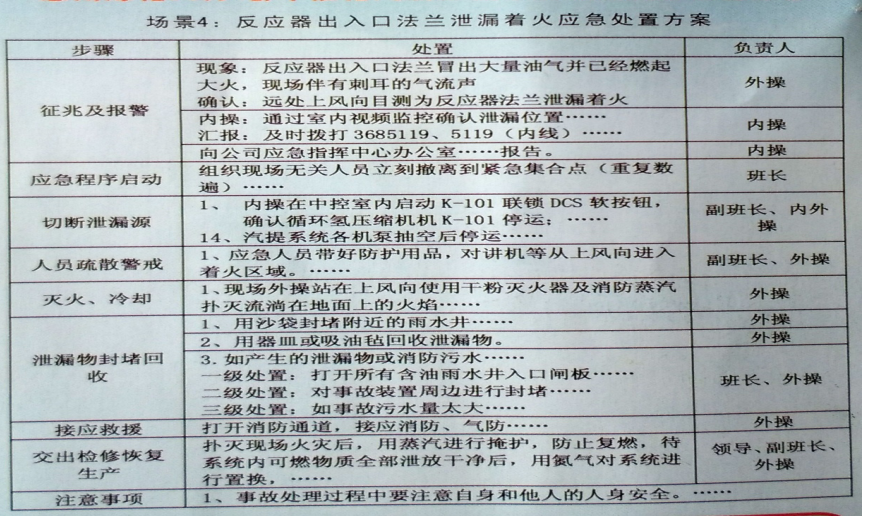 场景4：反应器出入口法兰泄漏着火应急处置方案
步骤 处置 负责人
征兆及报警
现象：反应器出入口法兰冒出大量油气并已经燃起
大火，现场伴有刺耳的气流声
确认：远处上风向目测为反应器法兰泄漏着火
外操
内操：通过室内视频监控确认泄漏位置……
汇报：及时拨打 3685119、5119（内线）……
内操
向公司应急指挥中心办公室……报告。
内操
应急程序启动
组织现场无关人员立刻撤离到紧急集合点（重复数
遍）……
班长
切断泄漏源
1、 内操在中控室内启动 K-101 联锁 DCS 软按钮，
确认循环氢压缩机机 K-101 停运；……
14、汽提系统各机泵抽空后停运……
副班长、内外
操
人员疏散警戒
1、应急人员带好防护用品，对讲机等从上风向进入
着火区域。……
副班长、外操
灭火、冷却
1、现场外操站在上风向使用干粉灭火器及消防蒸汽
扑灭流淌在地面上的火焰……
外操
泄漏物封堵回
收
1、用沙袋封堵附近的雨水井……
外操
2、用器皿或吸油毡回收泄漏物。
外操
3.如产生的泄漏物或消防污水……
一级处置：打开所有含油雨水井入口闸板……
二级处置：对事故装置周边进行封堵……
三级处置：如事故污水量太大……
班长、外操
接应救援
打开消防通道，接应消防、气防……
外操
交出检修恢复
生产
扑灭现场火灾后，用蒸汽进行掩护，防止复燃，待
系统内可燃物质全部泄放干净后，用氮气对系统进
行置换，……
领导、副班长、
外操
注意事项
1、事故处理过程中要注意自身和他人的人身安全。……